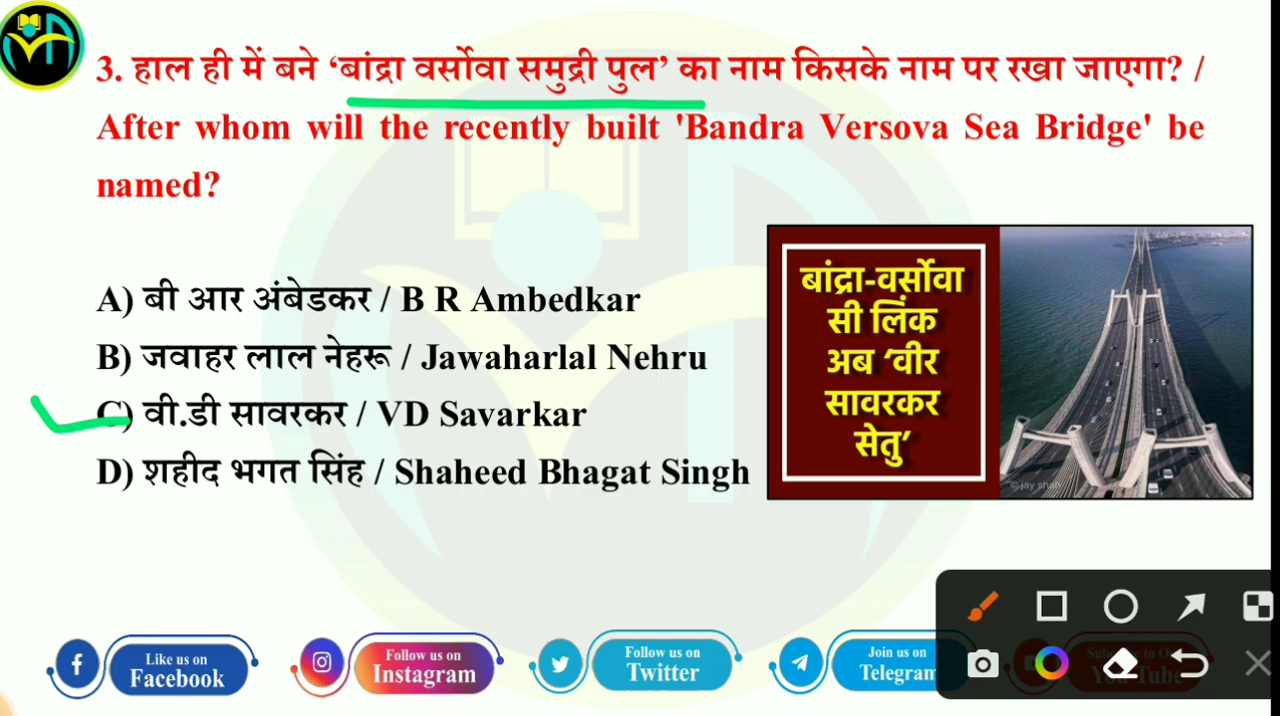 3. हाल ही में बने ‘बांद्रा वर्सोवा समुद्री पुल’ का नाम किसके नाम पर रखा जाएगा? /
After whom will the recently built 'Bandra Versova Sea Bridge' be
named?
A) बी आर अंबेडकर / B R Ambedkar
B) जवाहर लाल नेहरू / Jawaharlal Nehru
C) वी.डी सावरकर / VD Savarkar
D) शहीद भगत सिंह / Shaheed Bhagat Singh
बांद्रा-वर्सोवा
सी लिंक
अब ‘वीर
सावरकर
सेतु’
© jay shah
Like us on
Facebook
Follow us on
Instagram
Follow us on
Twitter
Join us on
Telegram